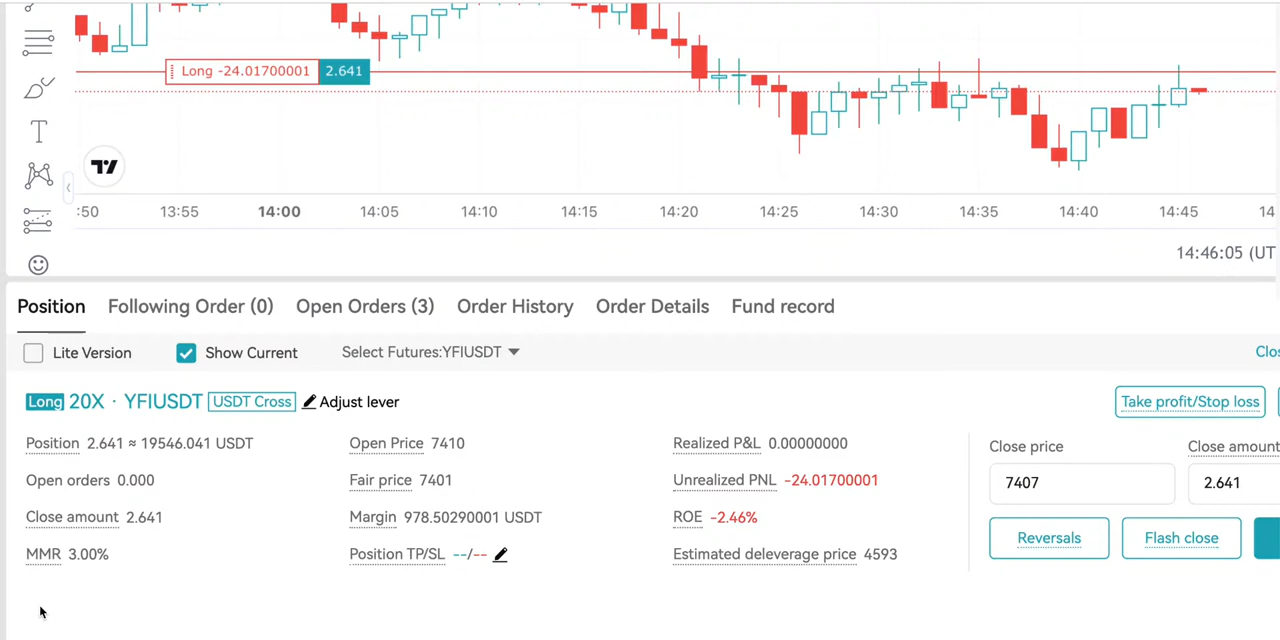 Long -24.01700001 2.641
:50 13:55 14:00 14:05 14:10 14:15 14:20 14:25 14:30 14:35 14:40 14:45 14
14:46:05 (UT
Position Following Order (0) Open Orders (3) Order History Order Details Fund record
Lite Version Show Current Select Futures:YFIUSDT Clos
Long 20X · YFIUSDT USDT Cross Adjust lever Take profit/Stop loss
Position 2.641 ≈ 19546.041 USDT Open Price 7410 Realized P&L 0.00000000 Close price Close amount
Open orders 0.000 Fair price 7401 Unrealized PNL -24.01700001 7407 2.641
Close amount 2.641 Margin 978.50290001 USDT ROE -2.46%
Reversals Flash close
MMR 3.00% Position TP/SL --/-- Estimated deleverage price 4593